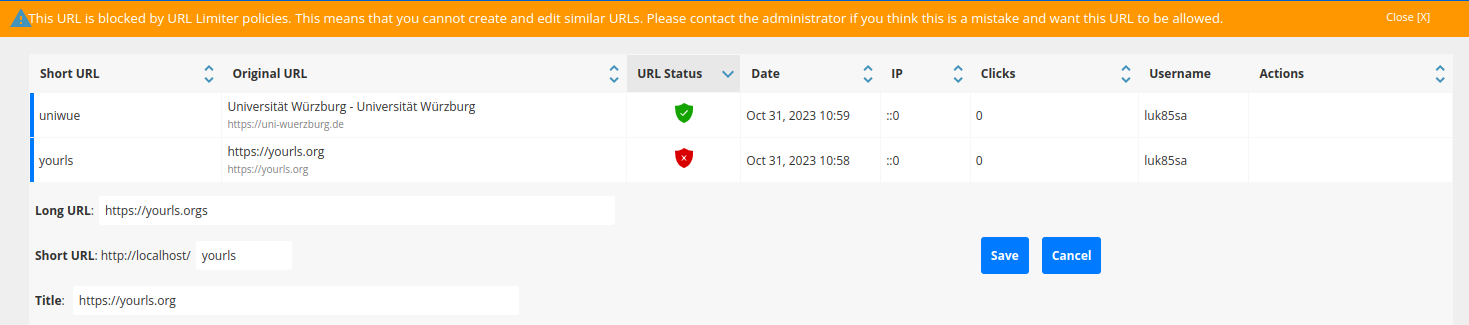 This URL is blocked by URL Limiter policies. This means that you cannot create and edit similar URLs. Please contact the administrator if you think this is a mistake and want this URL to be allowed. Close [X]
Short URL Original URL URL Status Date IP Clicks Username Actions
uniwue Universität Würzburg - Universität Würzburg Oct 31, 2023 10:59 ::0 0 luk85sa
https://uni-wuerzburg.de
yourls https://yourls.org Oct 31, 2023 10:58 ::0 0 luk85sa
https://yourls.org
Long URL: https://yourls.orgs
Short URL: http://localhost/ yourls Save Cancel
Title: https://yourls.org